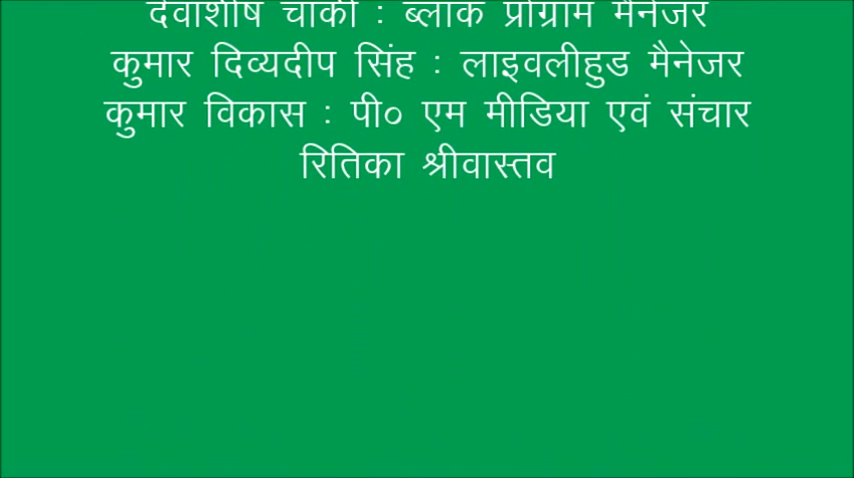 देवाशीष चाकी : ब्लाक प्रोग्राम मैनेजर
कुमार दिव्यदीप सिंह : लाइवलीहुड मैनेजर
कुमार विकास : पी० एम मीडिया एवं संचार
रितिका श्रीवास्तव